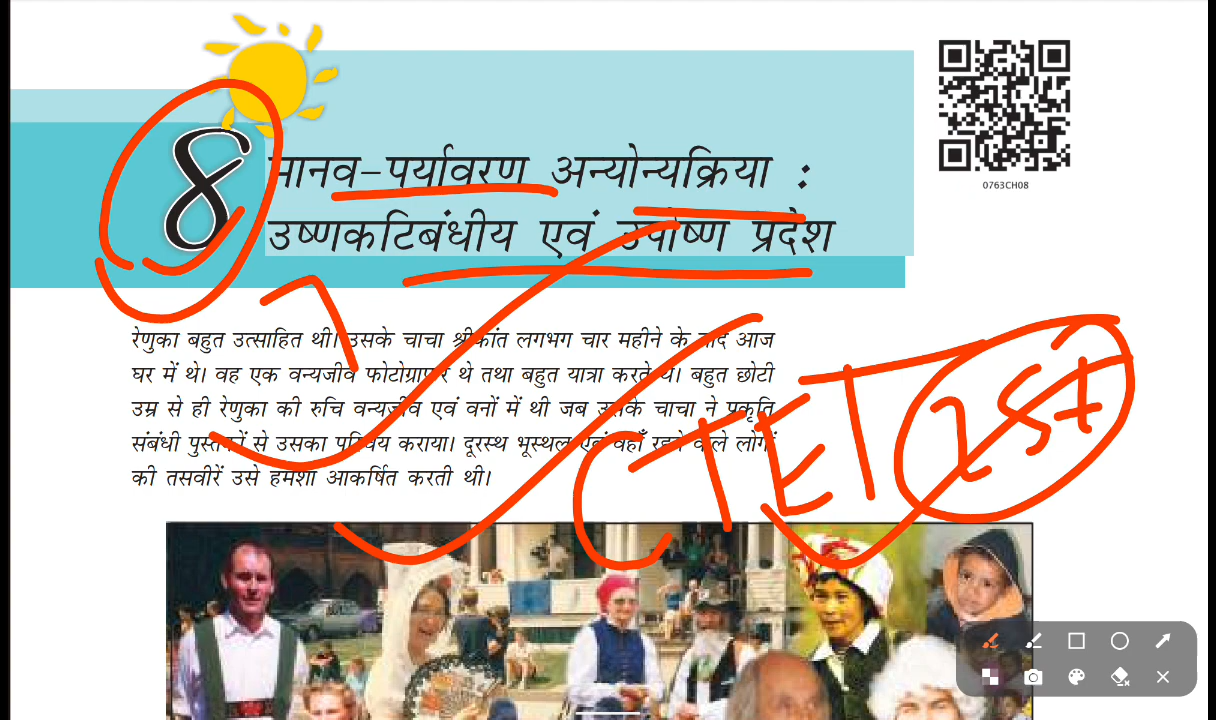 8
मानव-पर्यावरण अन्योन्यक्रिया :
उष्णकटिबंधीय एवं उपोष्ण प्रदेश
0763CH08
रेणुका बहुत उत्साहित थी। उसके चाचा श्रीकांत लगभग चार महीने के बाद आज
घर में थे। वह एक वन्यजीव फोटोग्राफर थे तथा बहुत यात्रा करते थे। बहुत छोटी
उम्र से ही रेणुका की रुचि वन्यजीव एवं वनों में थी जब उसके चाचा ने प्रकृति
संबंधी पुस्तकों से उसका परिचय कराया। दूरस्थ भूस्थल एवं वहाँ रहने वाले लोगों
की तसवीरें उसे हमेशा आकर्षित करती थी।
CTET